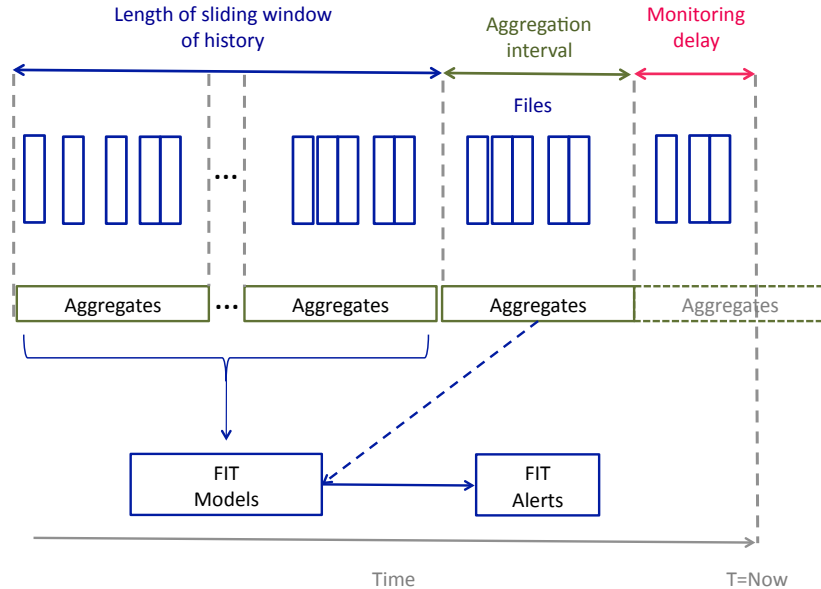 Length of sliding window
of history
Aggregation
interval
Monitoring
delay
Files
...
Aggregates
...
Aggregates
Aggregates
Aggregates
FIT
Models
FIT
Alerts
Time
T=Now